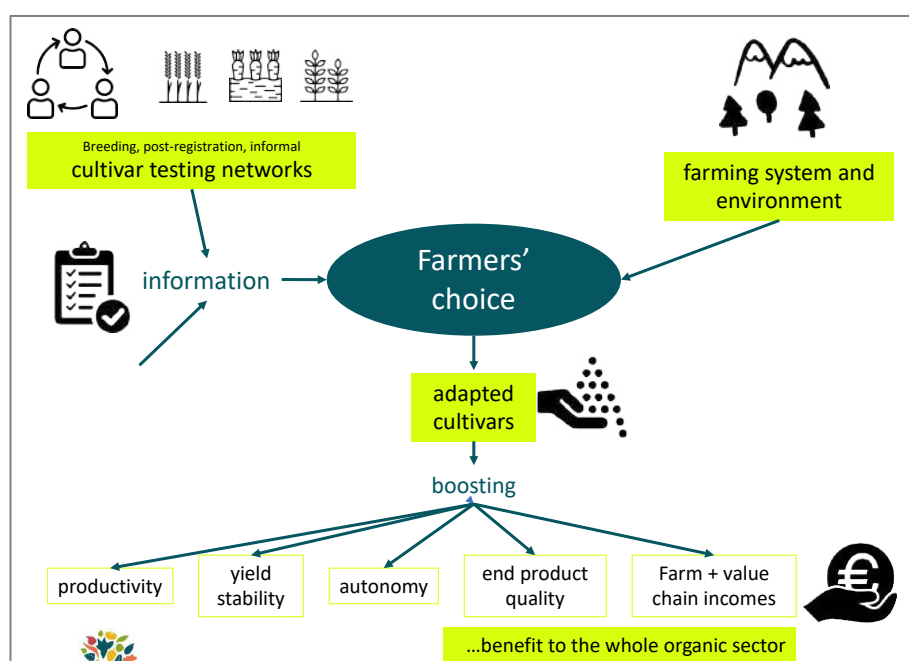 Breeding, post-registration, informal
cultivar testing networks
farming system and
environment
information
Farmers’
choice
adapted
cultivars
boosting
productivity
yield
stability
autonomy
end product
quality
Farm + value
chain incomes
...benefit to the whole organic sector